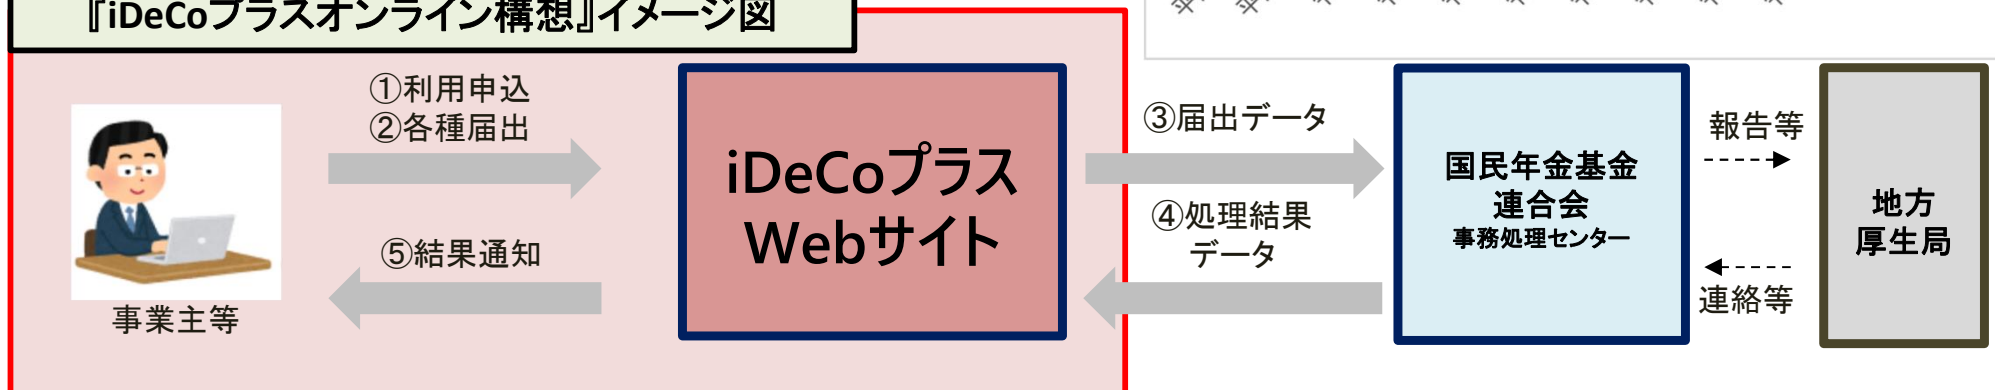 『iDeCoプラスオンライン構想』イメージ図
①利用申込
②各種届出
⑤結果通知
事業主等
iDeCoプラス
Webサイト
③届出データ
④処理結果
データ
国民年金基金
連合会
事務処理センター
報告等
連絡等
地方
厚生局